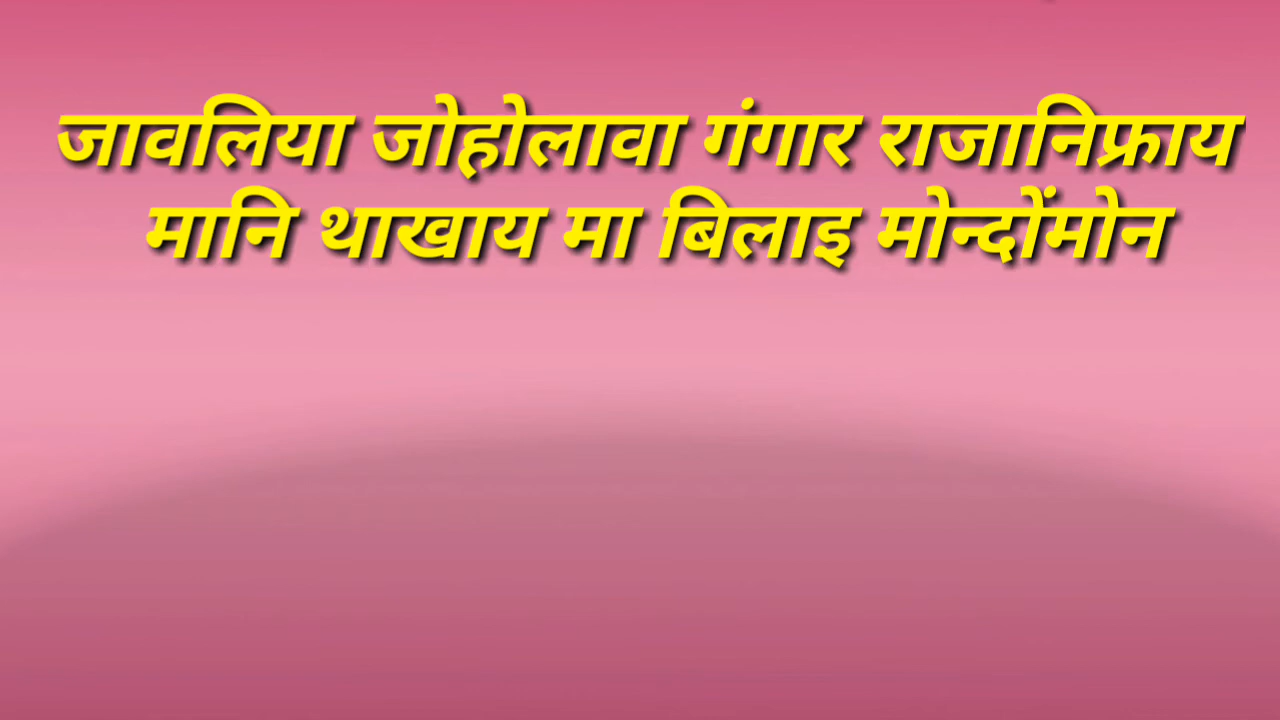 जावलिया जोहोलावा गंगार राजानिफ्राय
मानि थाखाय मा बिलाइ मोन्दोंमोन